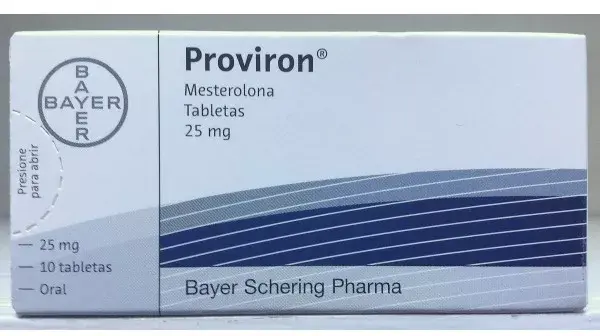 BAYER
BAYER
Presione
para abrir
25 mg
10 tabletas
Oral
Proviron®
Mesterolona
Tabletas
25 mg
Bayer Schering Pharma